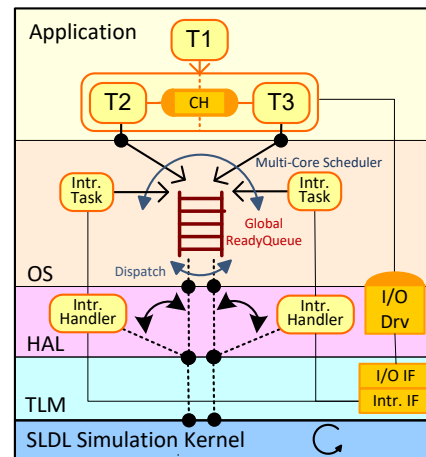 Application
T1
T2
CH
T3
Multi-Core Scheduler
Intr.
Task
Intr.
Task
Global
ReadyQueue
Dispatch
OS
Intr.
Handler
Intr.
Handler
I/O
Drv
HAL
I/O IF
Intr. IF
TLM
SLDL Simulation Kernel